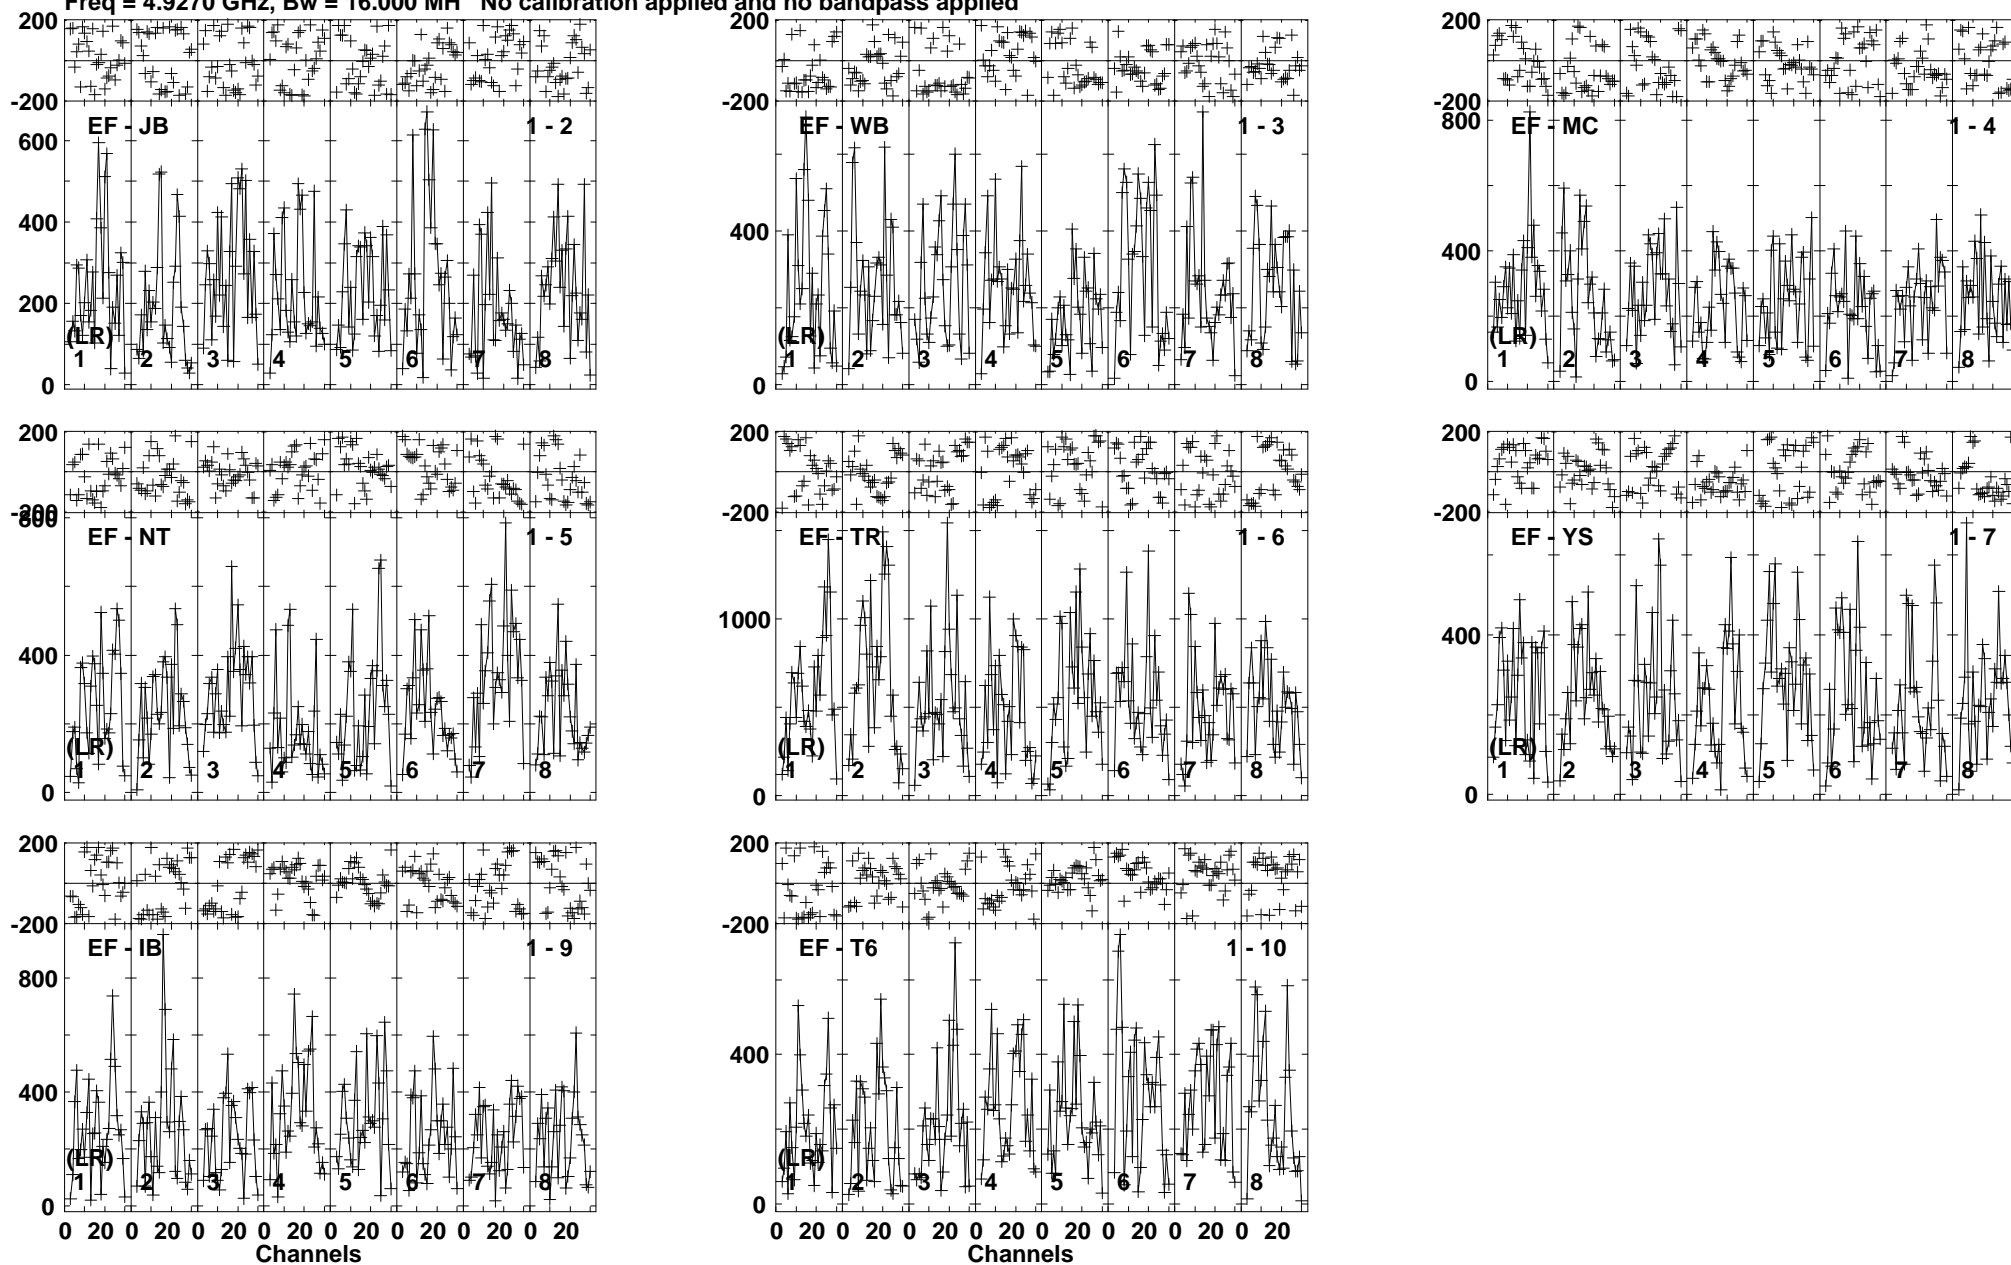 Freq = 4.9270 GHz, Bw = 16.000 MH No calibration applied and no bandpass applied
200 200 200
-200 -200 -200
EF - JB 1 - 2 EF - WB 1 - 3 EF - MC 1 - 4
800
600
400 400 400
200
(LR) (LR) (LR)
1 2 3 4 5 6 7 8 1 2 3 4 5 6 7 8 1 2 3 4 5 6 7 8
0 0 0
200 200 200
-200 -200 -200
800
EF - NT 1 - 5 EF - TR 1 - 6 EF - YS 1 - 7
400 1000 400
(LR) (LR) (LR)
1 2 3 4 5 6 7 8 1 2 3 4 5 6 7 8 1 2 3 4 5 6 7 8
0 0 0
200 200
-200 -200
EF - IB 1 - 9 EF - T6 1 - 10
800
400 400
(LR) (LR)
1 2 3 4 5 6 7 8 1 2 3 4 5 6 7 8
0 0
0 20 0 20 0 20 0 20 0 20 0 20 0 20 0 20 0 20 0 20 0 20 0 20 0 20 0 20 0 20 0 20
Channels Channels